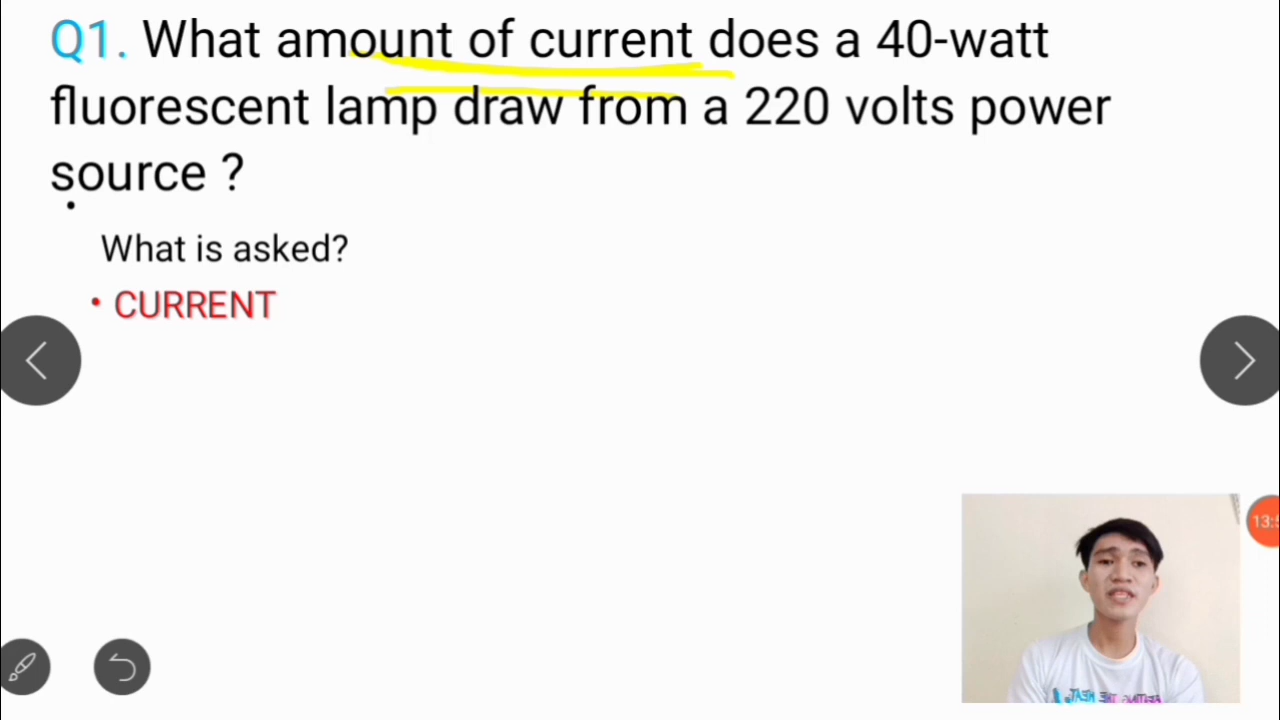 Q1. What amount of current does a 40-watt
fluorescent lamp draw from a 220 volts power
source ?
What is asked?
• CURRENT